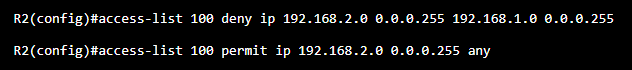 R2(config)#access-list 100 deny ip 192.168.2.0 0.0.0.255 192.168.1.0 0.0.0.255
R2(config)#access-list 100 permit ip 192.168.2.0 0.0.0.255 any